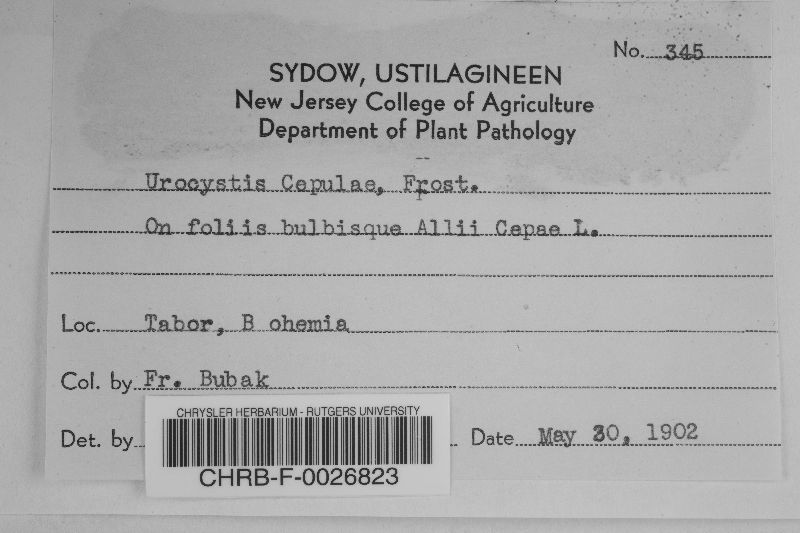 No. 345
SYDOW, USTILAGINEEN
New Jersey College of Agriculture
Department of Plant Pathology
Urocystis Cepulae, Frost.
On foliis bulbisque Allii Cepae L.
Loc. Tabor, B ohemia
Col. by Fr. Bubak
Det. by Date May 30, 1902
CHRYSLER HERBARIUM - RUTGERS UNIVERSITY
CHRB-F-0026823